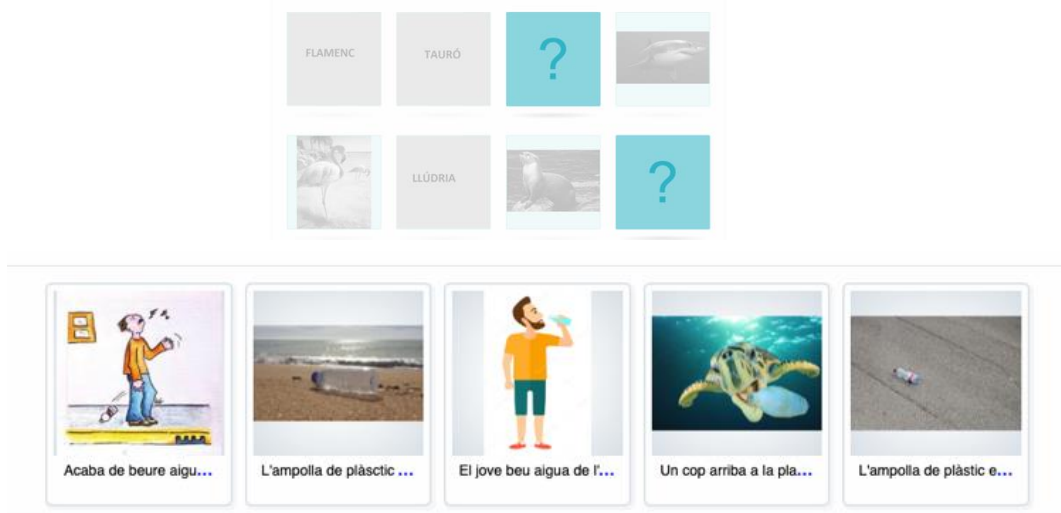 FLAMENC
TAURÓ
?
LLÚDRIA
?
Acaba de beure aigu...
L'ampolla de plàsctic ...
El jove beu aigua de l'...
Un cop arriba a la pla...
L'ampolla de plàstic e...